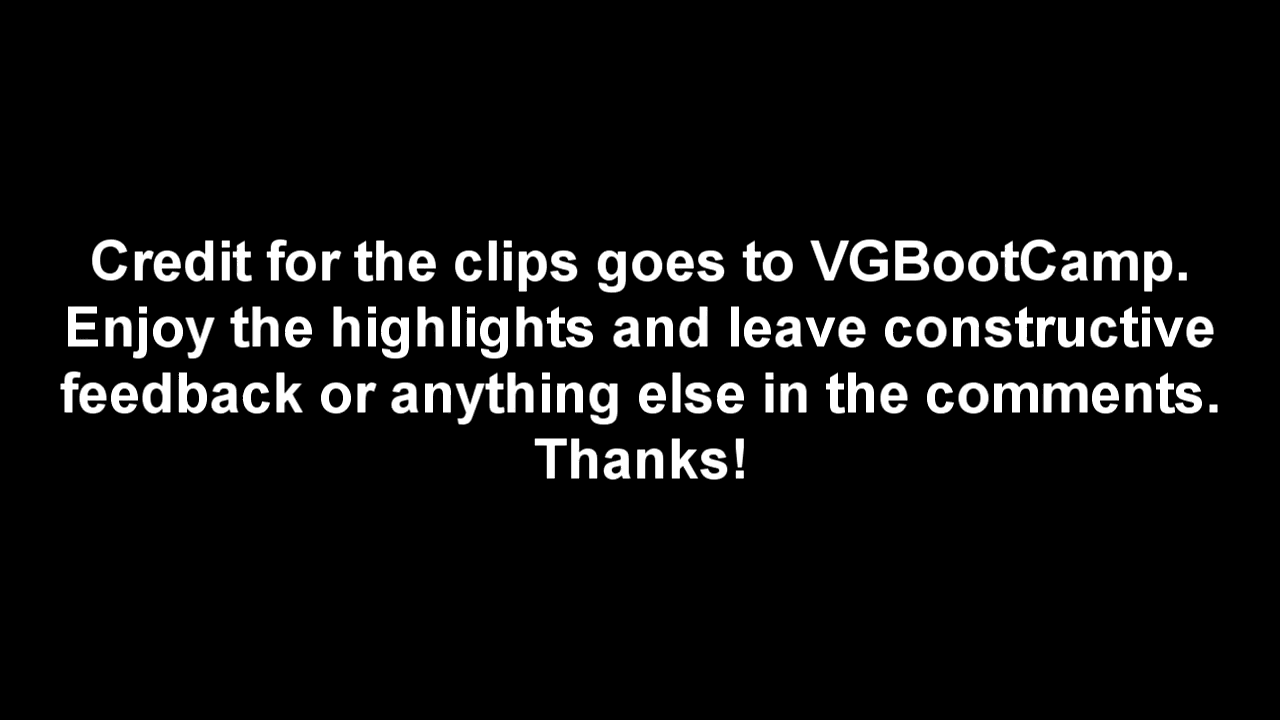 Credit for the clips goes to VGBootCamp.
Enjoy the highlights and leave constructive
feedback or anything else in the comments.
Thanks!